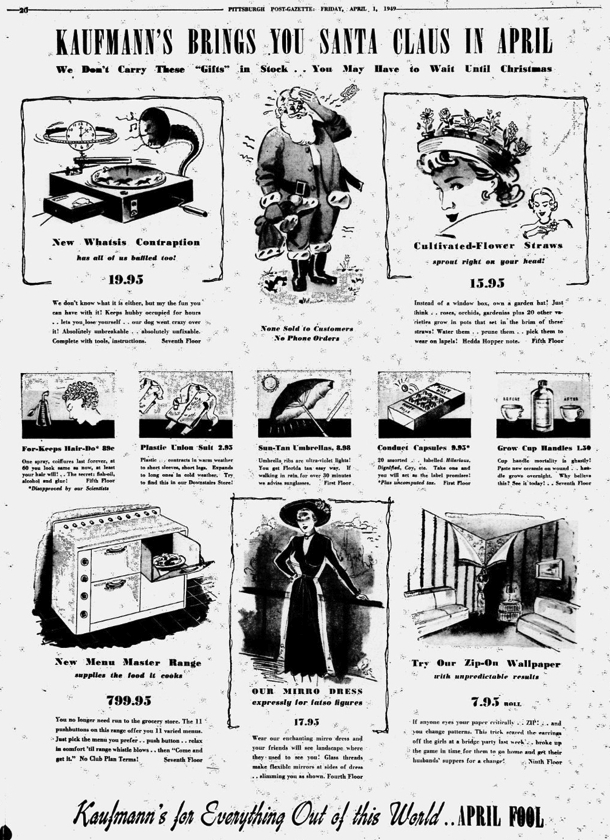 26
PITTSBURGH POST-GAZETTE: FRIDAY, APRIL 1, 1949
KAUFMANN'S BRINGS YOU SANTA CLAUS IN APRIL
We Don't Carry These "Gifts" in Stock . . You May Have to Wait Until Christmas
New Whatsis Contraption
has all of us baffled too!
19.95
We don't know what it is either, but my the fun you
can have with it! Keeps hubby occupied for hours
. . lets you lose yourself . . our dog went crazy over
it! Absolutely unbreakable . . absolutely unfixable.
Complete with tools, instructions. Seventh Floor
None Sold to Customers
No Phone Orders
Cultivated-Flower Straws
sprout right on your head!
15.95
Instead of a window box, own a garden hat! Just
think . . roses, orchids, gardenias plus 20 other va-
rieties grow in pots that set in the brim of these
straws! Water them . . prune them . . pick them to
wear on lapels! Hedda Hopper note. Fifth Floor
For-Keeps Hair-Do* 89c
One spray, coiffures last forever, at
60 you look same as now, at least
your hair will! . . The secret: fish-oil,
alcohol and glue! Fifth Floor
*Disapproved by our Scientists
Plastic Union Suit 2.95
Plastic . . contracts in warm weather
to short sleeves, short legs. Expands
to long ones in cold weather. Try
to find this in our Downstairs Store!
Sun-Tan Umbrellas, 8.98
Umbrella ribs are ultra-violet lights!
You get Florida tan easy way. If
walking in rain, for over 30 minutes
we advise sunglasses. First Floor
Conduct Capsules 9.95*
20 assorted . . labelled Hilarious,
Dignified, Coy, etc. Take one and
you will act as the label promises!
*Plus uncomputed tax. First Floor
BEFORE
AFTER
Grow Cup Handles 1.50
Cup handle mortality is ghastly!
Paste new ceramic on wound . . han-
dle grows overnight. Why believe
this? See it today! . . Seventh Floor
New Menu Master Range
supplies the food it cooks
799.95
You no longer need run to the grocery store. The 11
pushbuttons on this range offer you 11 varied menus.
Just pick the menu you prefer . . push button . . relax
in comfort 'til range whistle blows . . then "Come and
get it." No Club Plan Terms! Seventh Floor
OUR MIRRO DRESS
expressly for fatso figures
17.95
Wear our enchanting mirro dress and
your friends will see landscape where
they used to see you! Glass threads
make flexible mirrors at sides of dress
. . slimming you as shown. Fourth Floor
Try Our Zip-On Wallpaper
with unpredictable results
7.95 ROLL
If anyone eyes your paper critically . . ZIP! . . and
you change patterns. This trick scared the earrings
off the girls at a bridge party last week . . broke up
the game in time, for them to go home and get their
husbands' suppers for a change! Ninth Floor
Kaufmann's for Everything Out of this World . . APRIL FOOL